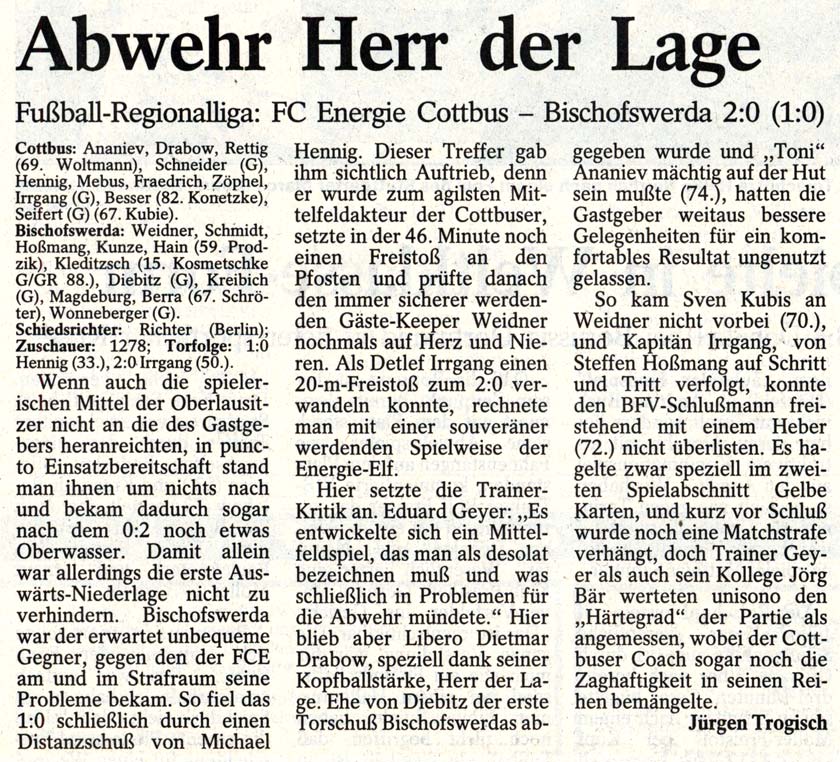 Abwehr Herr der Lage
Fußball-Regionalliga: FC Energie Cottbus – Bischofswerda 2:0 (1:0)
Cottbus: Ananiev, Drabow, Rettig
(69. Woltmann), Schneider (G),
Hennig, Mebus, Fraedrich, Zöphel,
Irrgang (G), Besser (82. Konetzke),
Seifert (G) (67. Kubie).
Bischofswerda: Weidner, Schmidt,
Hoßmang, Kunze, Hain (59. Prod-
zik), Kleditzsch (15. Kosmetschke
G/GR 88.), Diebitz (G), Kreibich
(G), Magdeburg, Berra (67. Schrö-
ter), Wonneberger (G).
Schiedsrichter: Richter (Berlin);
Zuschauer: 1278; Torfolge: 1:0
Hennig (33.), 2:0 Irrgang (50.).
Wenn auch die spieler-
ischen Mittel der Oberlausit-
zer nicht an die des Gastge-
bers heranreichten, in punc-
to Einsatzbereitschaft stand
man ihnen um nichts nach
und bekam dadurch sogar
nach dem 0:2 noch etwas
Oberwasser. Damit allein
war allerdings die erste Aus-
wärts-Niederlage nicht zu
verhindern. Bischofswerda
war der erwartet unbequeme
Gegner, gegen den der FCE
am und im Strafraum seine
Probleme bekam. So fiel das
1:0 schließlich durch einen
Distanzschuß von Michael
Hennig. Dieser Treffer gab
ihm sichtlich Auftrieb, denn
er wurde zum agilsten Mit-
telfeldakteur der Cottbuser,
setzte in der 46. Minute noch
einen Freistoß an den
Pfosten und prüfte danach
den immer sicherer werden-
den Gäste-Keeper Weidner
nochmals auf Herz und Nie-
ren. Als Detlef Irrgang einen
20-m-Freistoß zum 2:0 ver-
wandeln konnte, rechnete
man mit einer souveräner
werdenden Spielweise der
Energie-Elf.
Hier setzte die Trainer-
Kritik an. Eduard Geyer: „Es
entwickelte sich ein Mittel-
feldspiel, das man als desolat
bezeichnen muß und was
schließlich in Problemen für
die Abwehr mündete.“ Hier
blieb aber Libero Dietmar
Drabow, speziell dank seiner
Kopfballstärke, Herr der La-
ge. Ehe von Diebitz der erste
Torschuß Bischofswerdas ab-
gegeben wurde und „Toni“
Ananiev mächtig auf der Hut
sein mußte (74.), hatten die
Gastgeber weitaus bessere
Gelegenheiten für ein kom-
fortables Resultat ungenutzt
gelassen.
So kam Sven Kubis an
Weidner nicht vorbei (70.),
und Kapitän Irrgang, von
Steffen Hoßmang auf Schritt
und Tritt verfolgt, konnte
den BFV-Schlußmann frei-
stehend mit einem Heber
(72.) nicht überlisten. Es ha-
gelte zwar speziell im zwei-
ten Spielabschnitt Gelbe
Karten, und kurz vor Schluß
wurde noch eine Matchstrafe
verhängt, doch Trainer Gey-
er als auch sein Kollege Jörg
Bär werteten unisono den
„Härtegrad“ der Partie als
angemessen, wobei der Cott-
buser Coach sogar noch die
Zaghaftigkeit in seinen Rei-
hen bemängelte.
Jürgen Trogisch